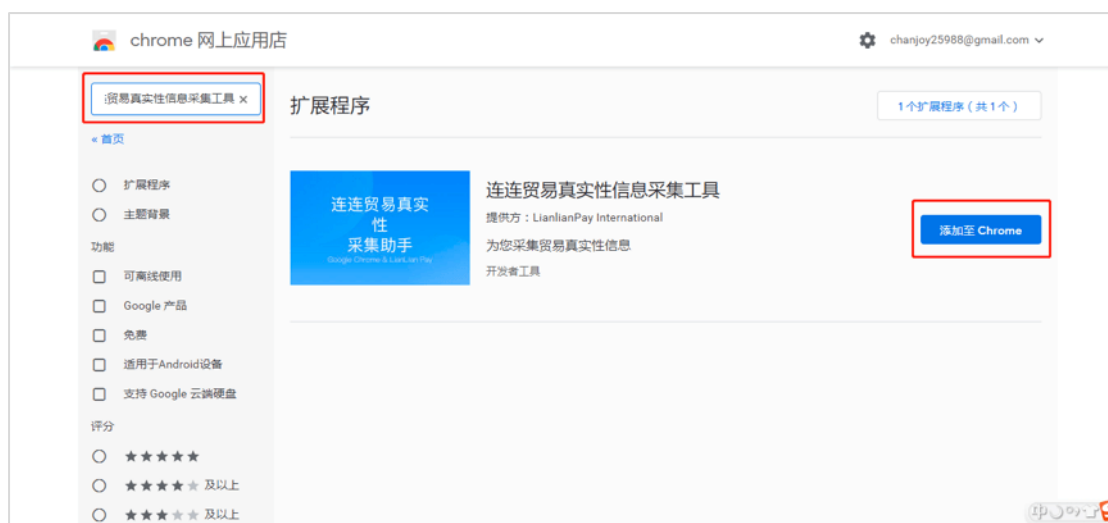 chrome 网上应用店
chanjoy25988@gmail.com
贸易真实性信息采集工具 ×
« 首页
扩展程序
主题背景
功能
可离线使用
Google 产品
免费
适用于Android设备
支持 Google 云端硬盘
评分
★★★★★
★★★★★ 及以上
★★★★★ 及以上
扩展程序
1 个扩展程序（共 1 个）
连连贸易真实
性
采集助手
Google Chrome & LianLian Pay
连连贸易真实性信息采集工具
提供方：LianlianPay International
为您采集贸易真实性信息
开发者工具
添加至 Chrome